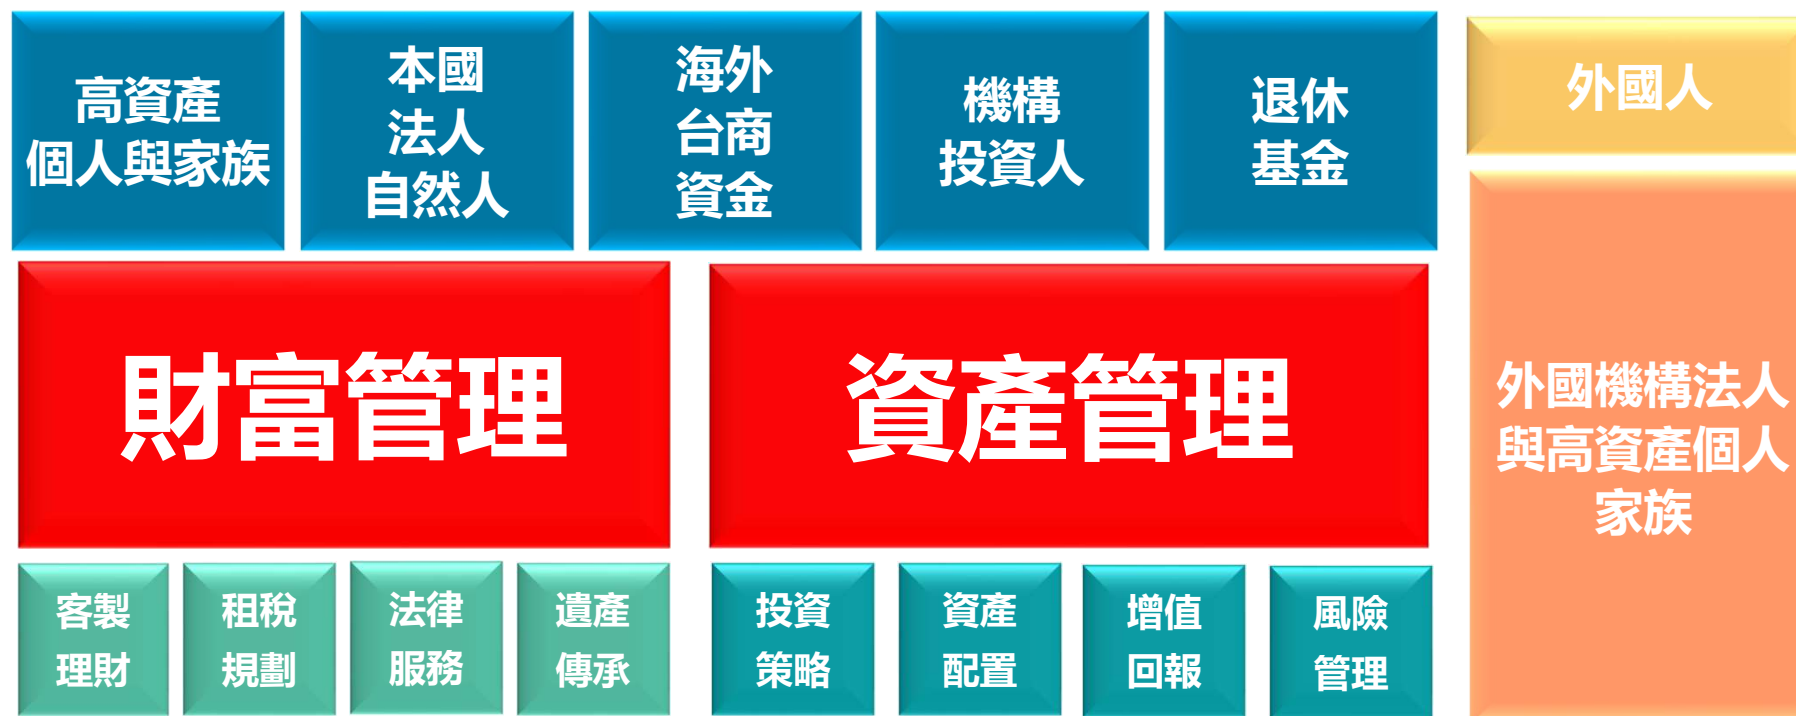 高資產
個人與家族
本國
法人
自然人
海外
台商
資金
機構
投資人
退休
基金
外國人
財富管理
資產管理
外國機構法人
與高資產個人
家族
客製
理財
租稅
規劃
法律
服務
遺產
傳承
投資
策略
資產
配置
增值
回報
風險
管理